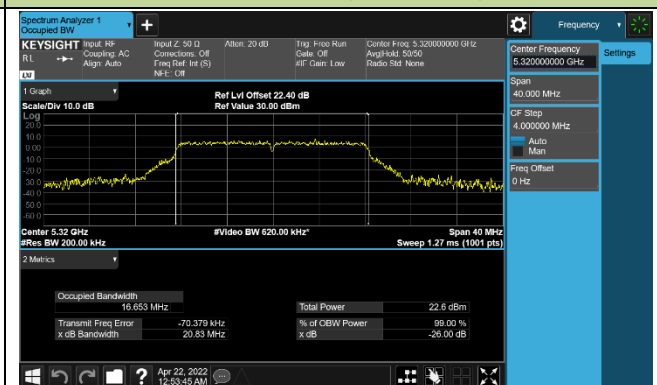 Spectrum Analyzer 1
Occupied BW
+
Frequency
KEYSIGHT Input: RF Input Z: 50 Ω Atten: 20 dB Trig: Free Run Center Freq: 5.320000000 GHz
RL Coupling: AC Corrections: Off Gate: Off Avg|Hold: 50/50
Align: Auto Freq Ref: Int (S) #IF Gain: Low Radio Std: None
LXI NFE: Off
Center Frequency
5.320000000 GHz
Settings
Span
40.000 MHz
CF Step
4.000000 MHz
Auto
Man
Freq Offset
0 Hz
1 Graph
Ref Lvl Offset 22.40 dB
Scale/Div 10.0 dB Ref Value 30.00 dBm
Log
20.0
10.0
0.00
-10.0
-20.0
-30.0
-40.0
-50.0
-60.0
Center 5.32 GHz #Video BW 620.00 kHz* Span 40 MHz
#Res BW 200.00 kHz Sweep 1.27 ms (1001 pts)
2 Metrics
Occupied Bandwidth
16.653 MHz Total Power 22.6 dBm
Transmit Freq Error -70.379 kHz % of OBW Power 99.00 %
x dB Bandwidth 20.83 MHz x dB -26.00 dB
? Apr 22, 2022
12:53:45 AM